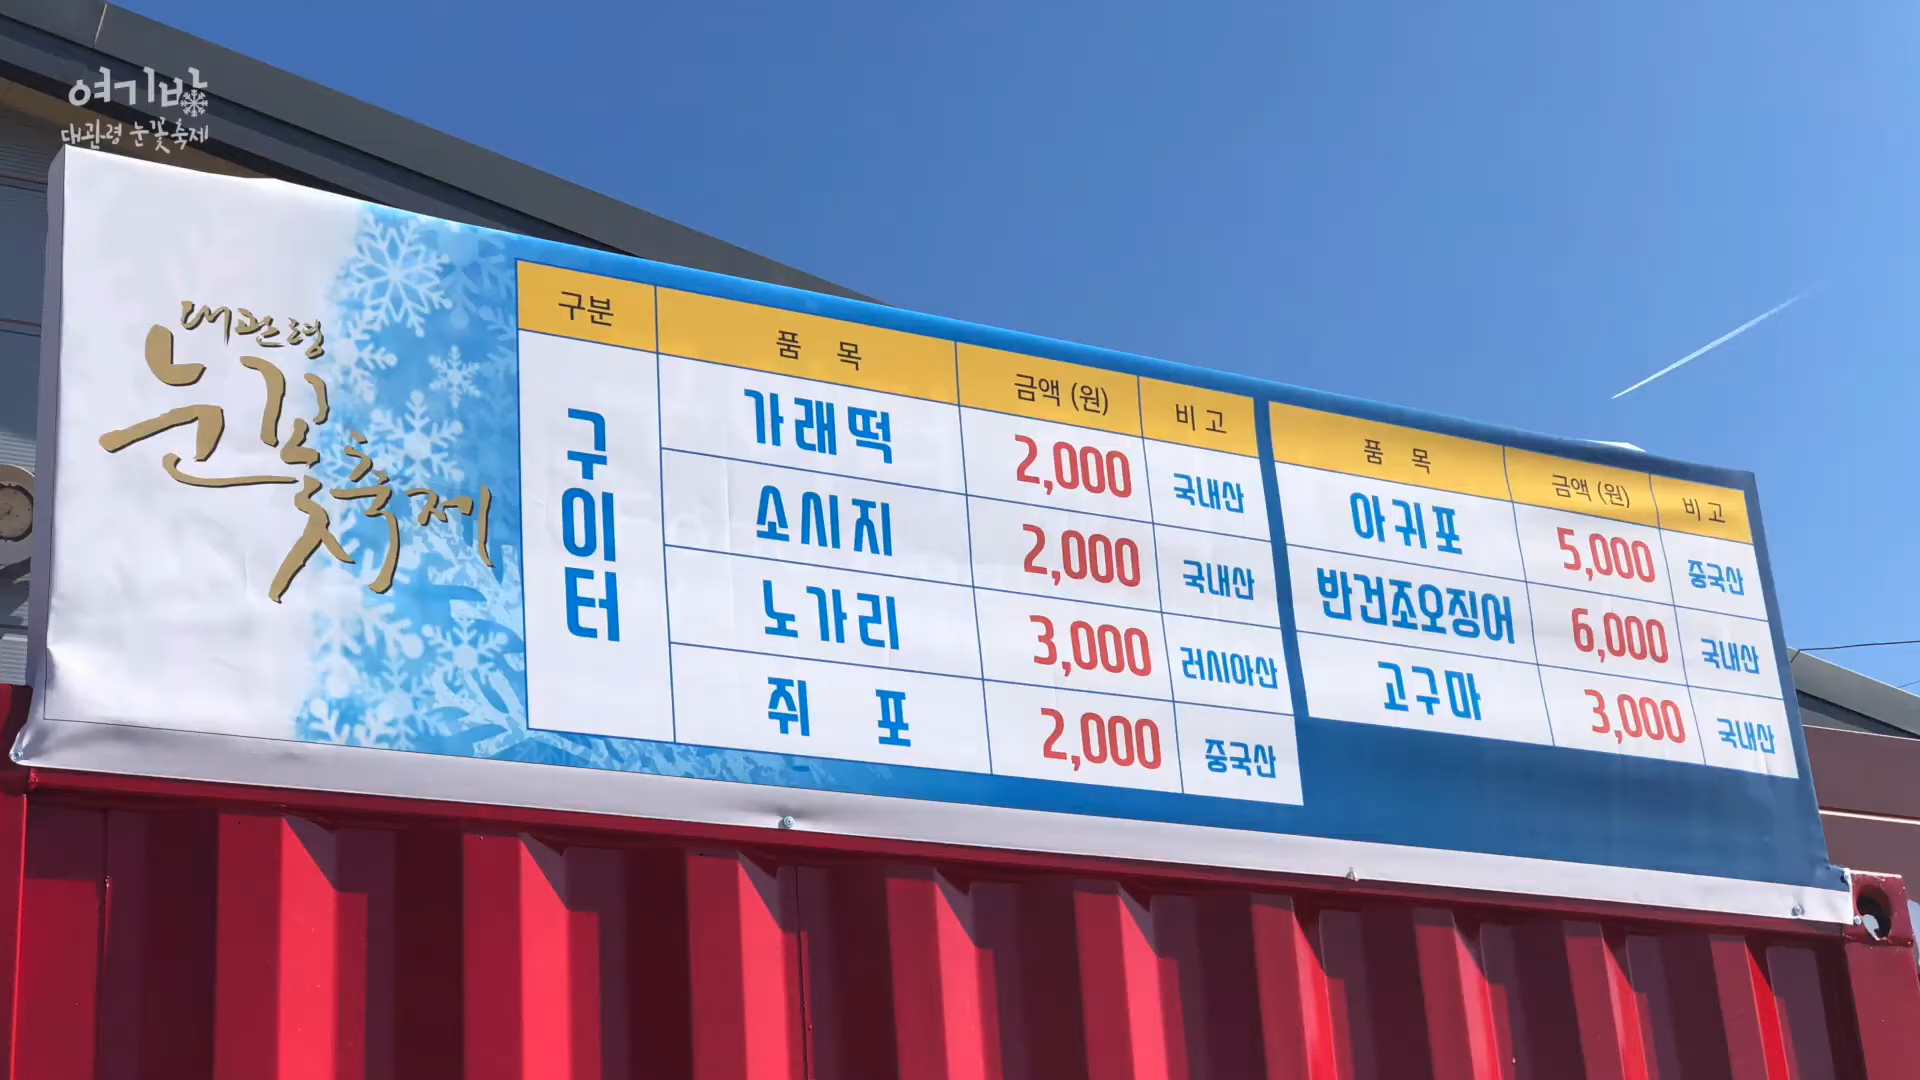 여기밖
대관령 눈꽃축제
대관령
눈꽃축제
구분 품 목 금액 (원) 비 고
구이터
가래떡 2,000 국내산
소시지 2,000 국내산
노가리 3,000 러시아산
쥐 포 2,000 중국산
품 목 금액 (원) 비 고
아귀포 5,000 중국산
반건조오징어 6,000 국내산
고구마 3,000 국내산